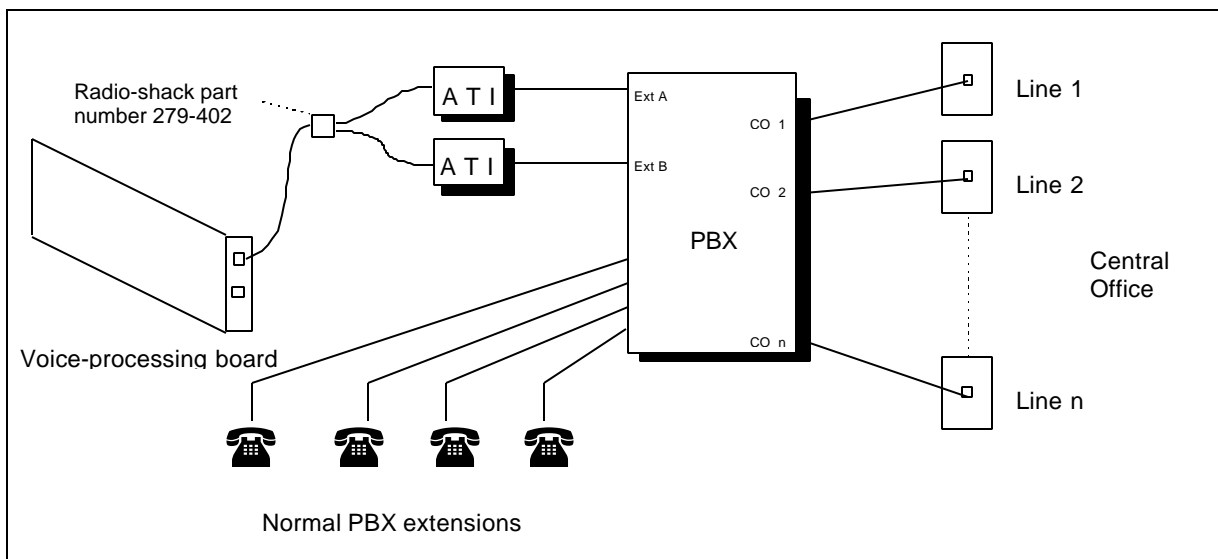 Radio-shack part
number 279-402
A T I
A T I
Ext A
Ext B
CO 1
CO 2
CO n
PBX
Line 1
Line 2
Line n
Central
Office
Voice-processing board
Normal PBX extensions